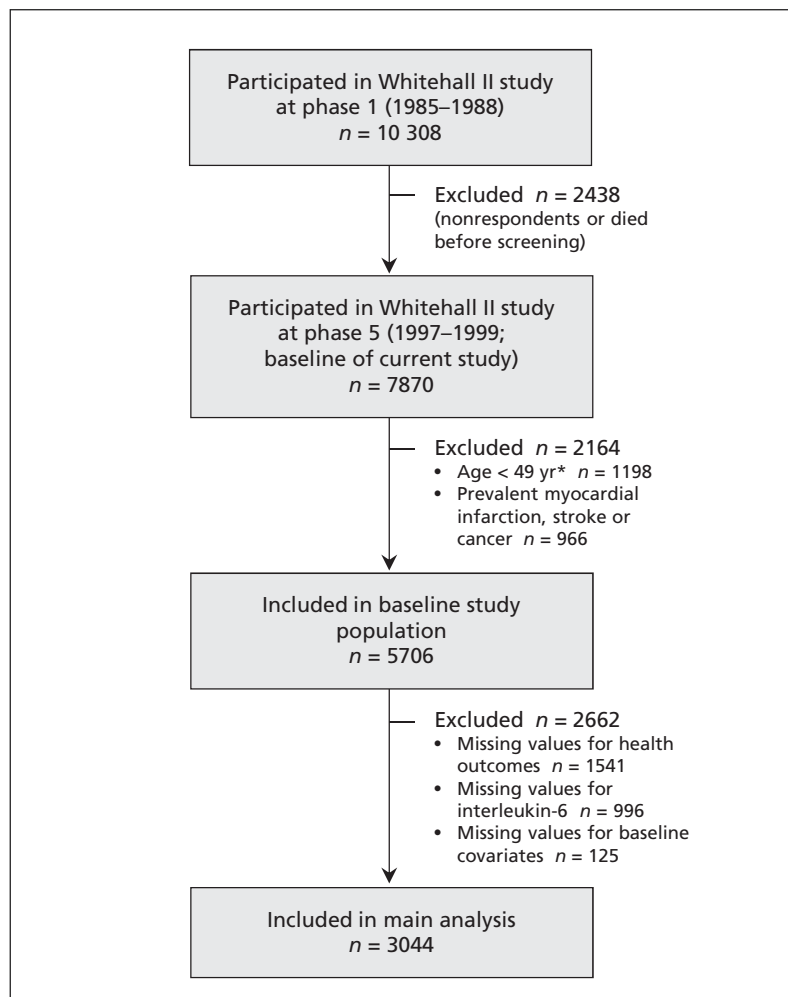 Participated in Whitehall II study
at phase 1 (1985–1988)
n = 10 308
Excluded n = 2438
(nonrespondents or died
before screening)
Participated in Whitehall II study
at phase 5 (1997–1999;
baseline of current study)
n = 7870
Excluded n = 2164
• Age < 49 yr* n = 1198
• Prevalent myocardial
infarction, stroke or
cancer n = 966
Included in baseline study
population
n = 5706
Excluded n = 2662
• Missing values for health
outcomes n = 1541
• Missing values for
interleukin-6 n = 996
• Missing values for baseline
covariates n = 125
Included in main analysis
n = 3044